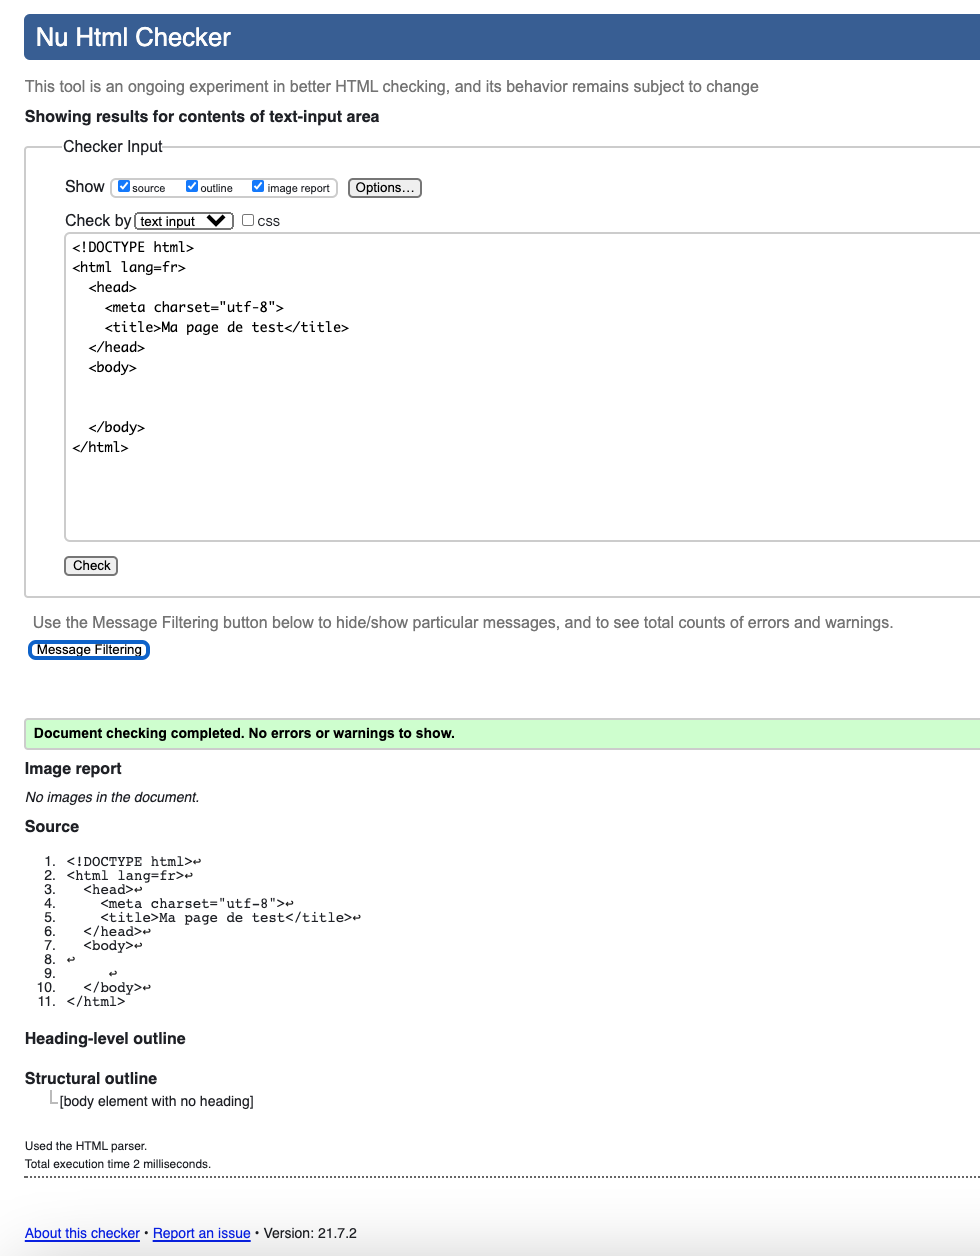 Nu Html Checker
This tool is an ongoing experiment in better HTML checking, and its behavior remains subject to change
Showing results for contents of text-input area
Checker Input
Show source outline image report Options...
Check by text input CSS
<!DOCTYPE html>
<html lang=fr>
  <head>
    <meta charset="utf-8">
    <title>Ma page de test</title>
  </head>
  <body>
  </body>
</html>
Check
Use the Message Filtering button below to hide/show particular messages, and to see total counts of errors and warnings.
Message Filtering
Document checking completed. No errors or warnings to show.
Image report
No images in the document.
Source
1. <!DOCTYPE html>↩
2. <html lang=fr>↩
3.   <head>↩
4.     <meta charset="utf-8">↩
5.     <title>Ma page de test</title>↩
6.   </head>↩
7.   <body>↩
8. ↩
9.      ↩
10.   </body>↩
11. </html>
Heading-level outline
Structural outline
[body element with no heading]
Used the HTML parser.
Total execution time 2 milliseconds.
About this checker • Report an issue • Version: 21.7.2